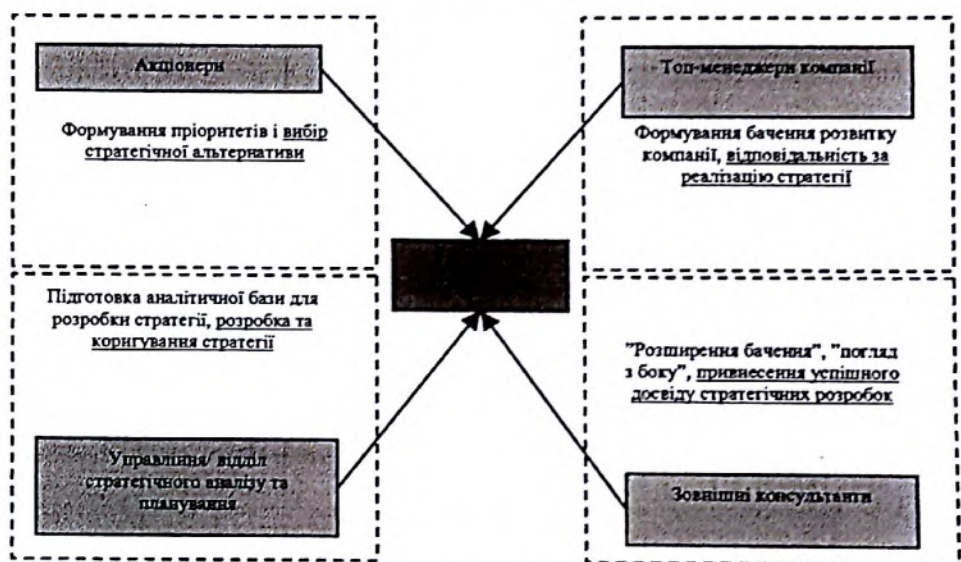 Акціонери
Формування пріоритетів і вибір
стратегічної альтернативи
Топ-менеджери компанії
Формування бачення розвитку
компанії, відповідальність за
реалізацію стратегії
Підготовка аналітичної бази для
розробки стратегії, розробка та
коригування стратегії
Управління/ відділ
стратегічного аналізу та
планування
"Розширення бачення", "погляд
з боку", привнесення успішного
досвіду стратегічних розробок
Зовнішні консультанти